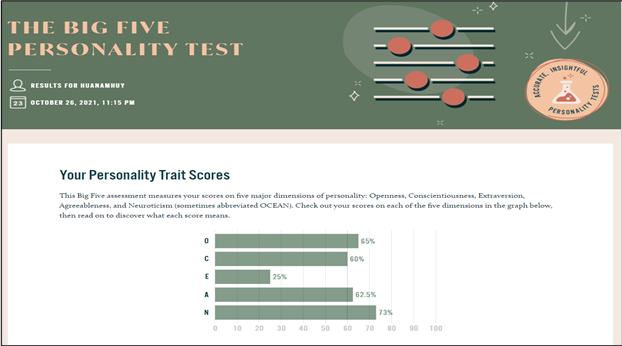 THE BIG FIVE
PERSONALITY TEST
RESULTS FOR HUANAMHUY
23 OCTOBER 26, 2021, 11:15 PM
ACCURATE, INSIGHTFUL
PERSONALITY TESTS
Your Personality Trait Scores
This Big Five assessment measures your scores on five major dimensions of personality: Openness, Conscientiousness, Extraversion,
Agreeableness, and Neuroticism (sometimes abbreviated OCEAN). Check out your scores on each of the five dimensions in the graph below,
then read on to discover what each score means.
O 65%
C 60%
E 25%
A 62.5%
N 73%
0 10 20 30 40 50 60 70 80 90 100